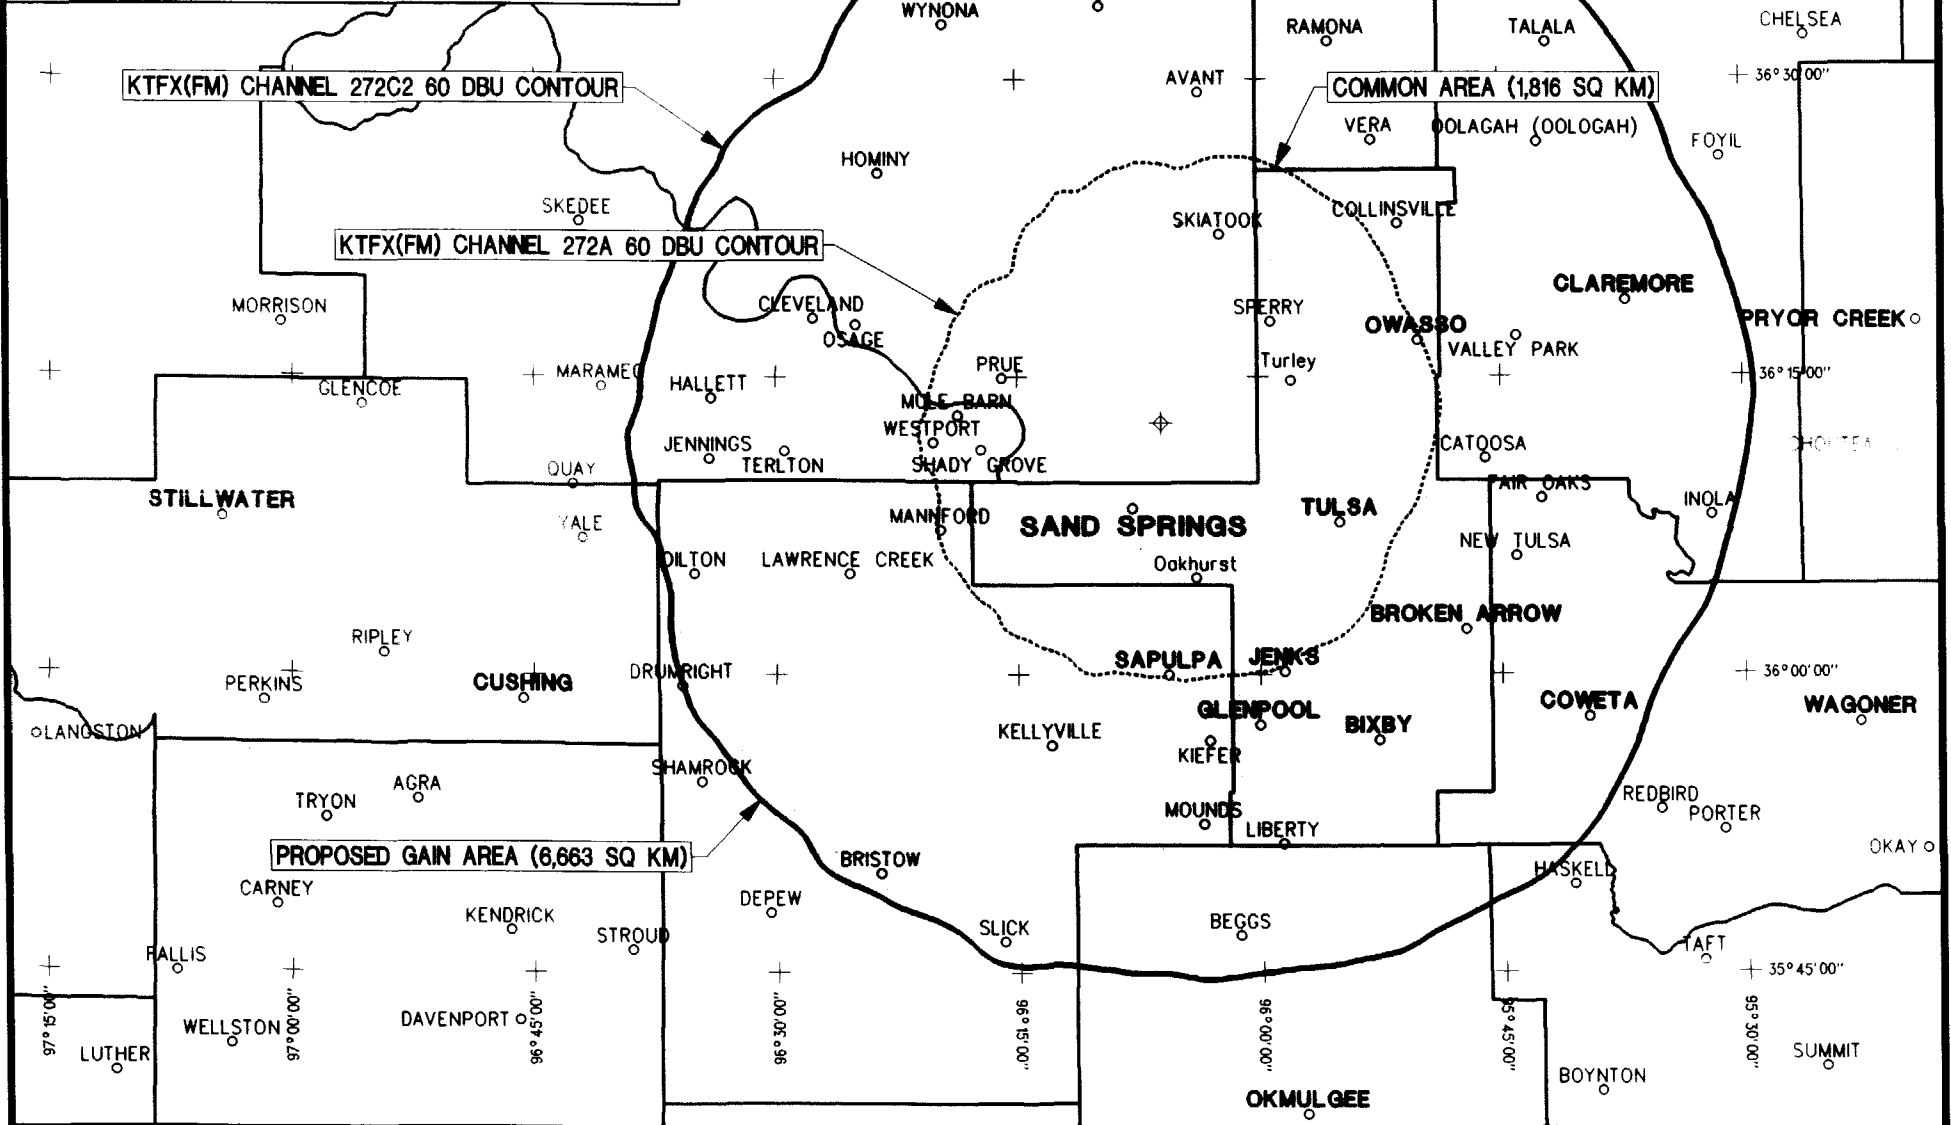 WYNONA
RAMONA
TALALA
CHELSEA
KTFX(FM) CHANNEL 272C2 60 DBU CONTOUR
AVANT
COMMON AREA (1,816 SQ KM)
36° 30' 00"
VERA
OOLAGAH (OOLOGAH)
FOYIL
HOMINY
SKEDEE
SKIATOOK
COLLINSVILLE
KTFX(FM) CHANNEL 272A 60 DBU CONTOUR
CLAREMORE
MORRISON
CLEVELAND
OSAGE
SPERRY
OWASSO
PRYOR CREEK
VALLEY PARK
MARAMEC
GLENCOE
HALLETT
PRUE
Turley
36° 15' 00"
MULE BARN
WESTPORT
JENNINGS
TERLTON
SHADY GROVE
CATOOSA
QUAY
FAIR OAKS
INOLA
STILLWATER
YALE
MANNFORD
SAND SPRINGS
TULSA
NEW TULSA
OILTON
LAWRENCE CREEK
Oakhurst
BROKEN ARROW
RIPLEY
PERKINS
CUSHING
DRUMRIGHT
SAPULPA
JENKS
36° 00' 00"
LANGSTON
KELLYVILLE
GLENPOOL
KIEFER
BIXBY
COWETA
WAGONER
SHAMROCK
TRYON
AGRA
MOUNDS
LIBERTY
REDBIRD
PORTER
PROPOSED GAIN AREA (6,663 SQ KM)
BRISTOW
HASKELL
OKAY
CARNEY
KENDRICK
STROUD
DEPEW
SLICK
BEGGS
FALLIS
TAFT
35° 45' 00"
97° 15' 00"
97° 00' 00"
96° 45' 00"
96° 30' 00"
96° 15' 00"
96° 00' 00"
95° 45' 00"
95° 30' 00"
WELLSTON
DAVENPORT
LUTHER
SUMMIT
BOYNTON
OKMULGEE